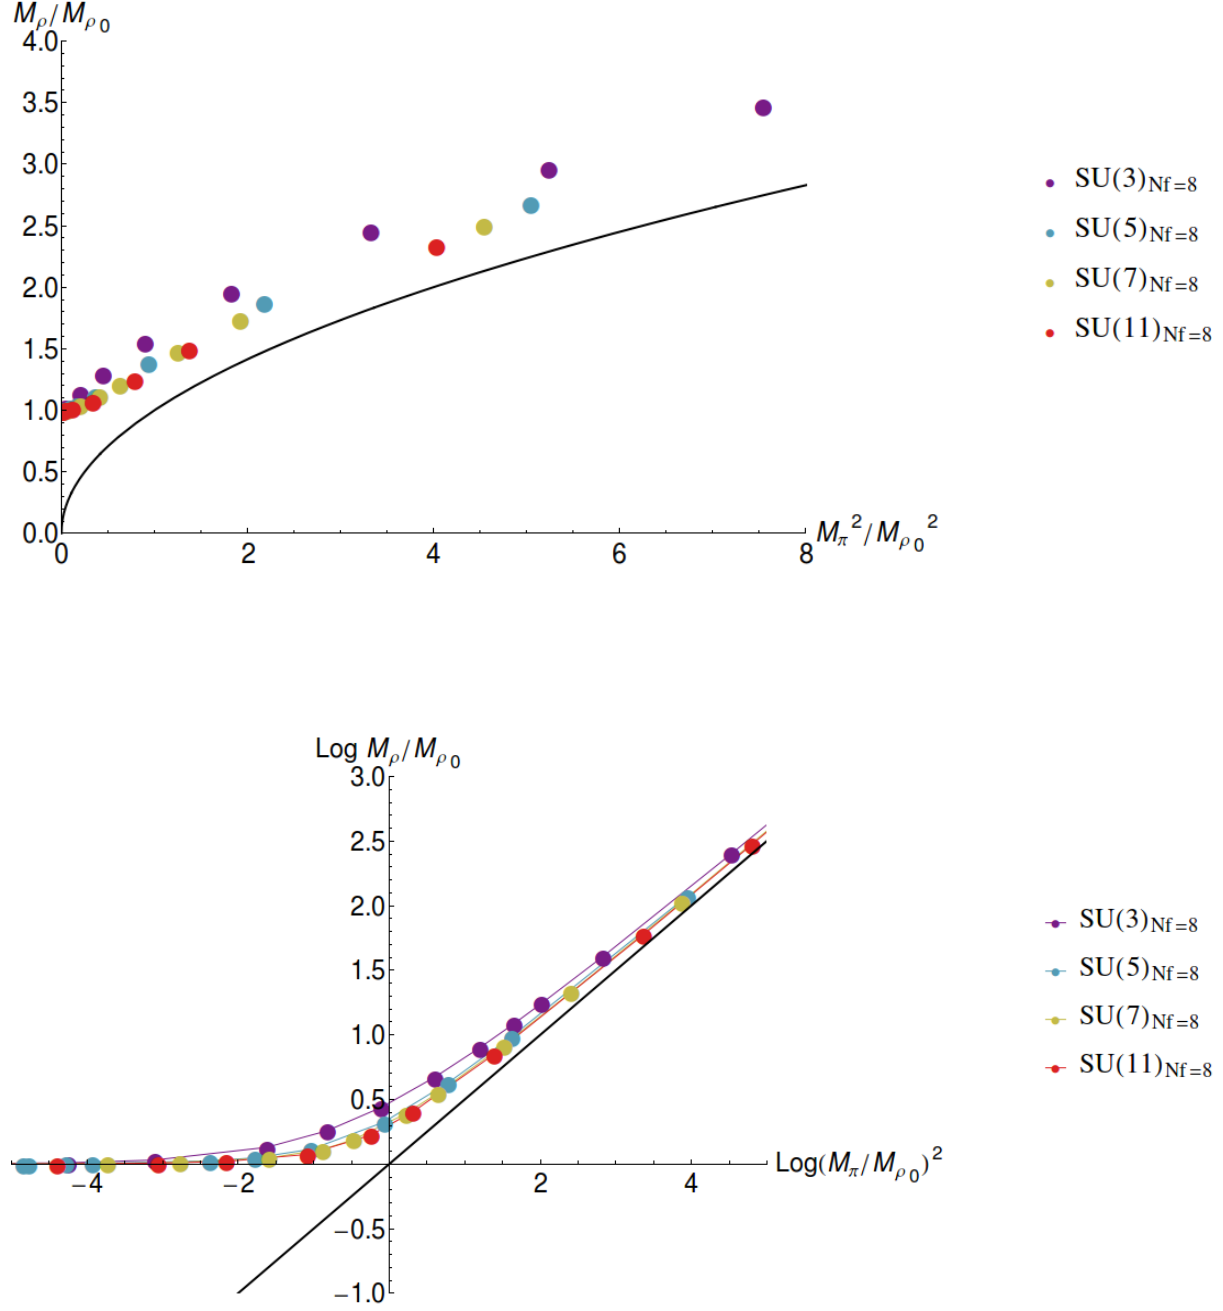 Mρ/Mρ0
4.0
3.5
3.0
2.5
2.0
1.5
1.0
0.5
0.0
0 2 4 6 8 Mπ²/Mρ0²
SU(3)Nf=8
SU(5)Nf=8
SU(7)Nf=8
SU(11)Nf=8
Log Mρ/Mρ0
3.0
2.5
2.0
1.5
1.0
0.5
−4 −2 2 4 Log(Mπ/Mρ0)²
−0.5
−1.0
SU(3)Nf=8
SU(5)Nf=8
SU(7)Nf=8
SU(11)Nf=8